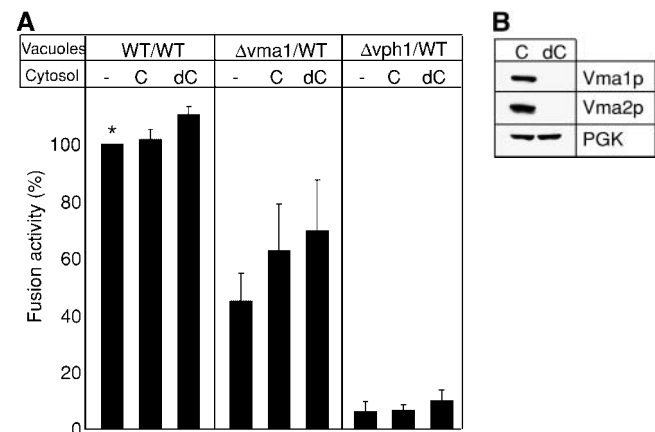 A
Vacuoles WT/WT Δvma1/WT Δvph1/WT
Cytosol - C dC - C dC - C dC
*
Fusion activity (%)
100
80
60
40
20
0
B
C dC
Vma1p
Vma2p
PGK